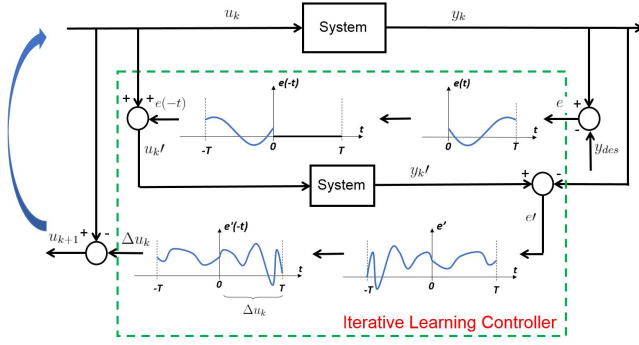 u_k System y_k
e(-t) e(t)
+ + e(−t) e +
-T 0 T t 0 T t -
u_k′ y_des
System y_k′ + -
e′
e'(-t) e'
u_{k+1} + - Δu_k
-T 0 T t -T 0 T t
Δu_k
Iterative Learning Controller